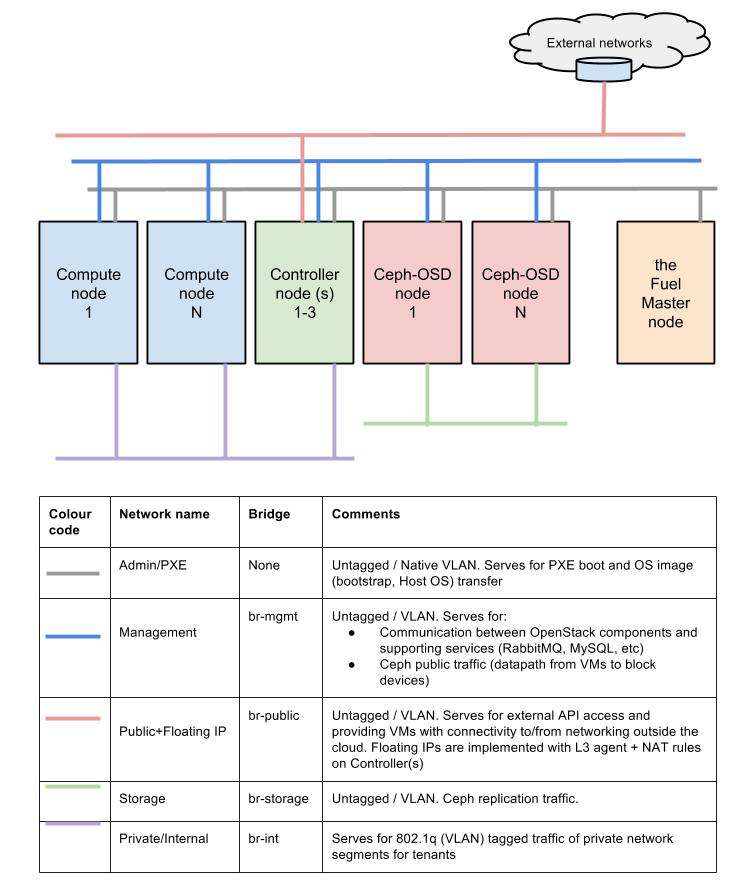 External networks
Compute
node
1
Compute
node
N
Controller
node (s)
1-3
Ceph-OSD
node
1
Ceph-OSD
node
N
the
Fuel
Master
node
Colour
code
Network name
Bridge
Comments
Admin/PXE
None
Untagged / Native VLAN. Serves for PXE boot and OS image
(bootstrap, Host OS) transfer
Management
br-mgmt
Untagged / VLAN. Serves for:
● Communication between OpenStack components and
supporting services (RabbitMQ, MySQL, etc)
● Ceph public traffic (datapath from VMs to block
devices)
Public+Floating IP
br-public
Untagged / VLAN. Serves for external API access and
providing VMs with connectivity to/from networking outside the
cloud. Floating IPs are implemented with L3 agent + NAT rules
on Controller(s)
Storage
br-storage
Untagged / VLAN. Ceph replication traffic.
Private/Internal
br-int
Serves for 802.1q (VLAN) tagged traffic of private network
segments for tenants